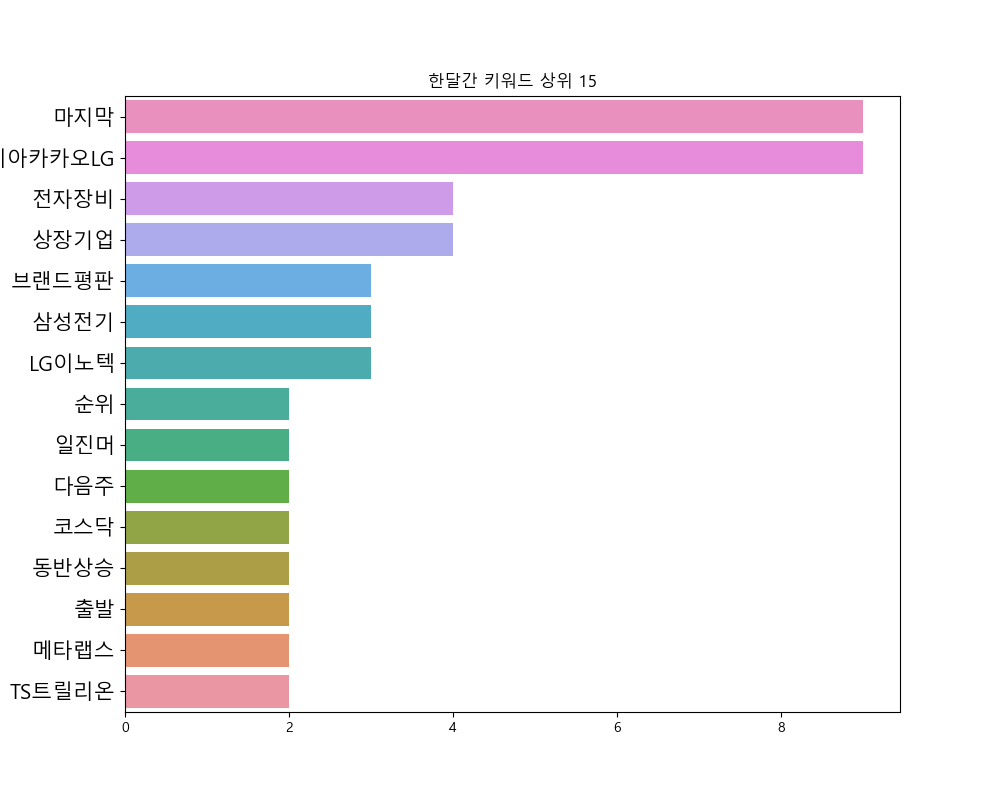 한달간 키워드 상위 15
마지막
아카카오LG
전자장비
상장기업
브랜드평판
삼성전기
LG이노텍
순위
일진머
다음주
코스닥
동반상승
출발
메타랩스
TS트릴리온
0 2 4 6 8